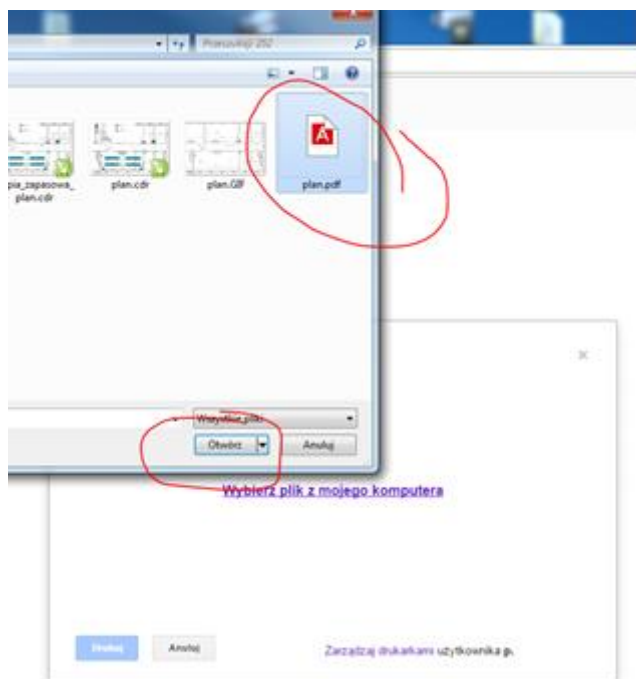 Przeszukaj: 252
pia_zapasowa_
plan.cdr
plan.cdr
plan.GIF
plan.pdf
Wszystkie pliki
Otwórz
Anuluj
Wybierz plik z mojego komputera
Drukuj
Anuluj
Zarządzaj drukarkami użytkownika p.